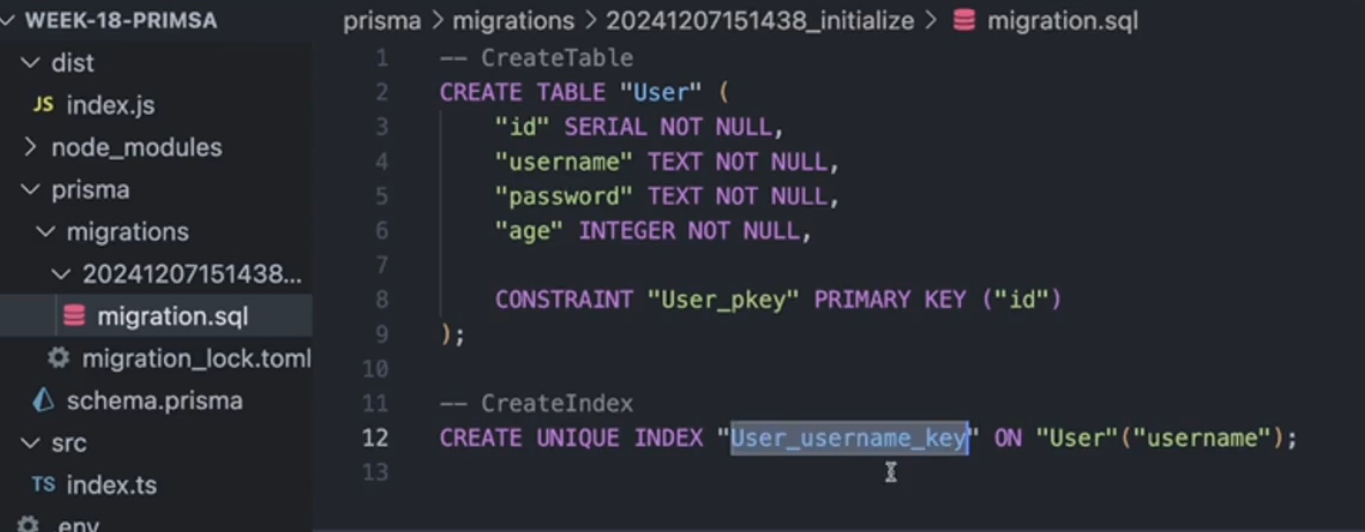 WEEK-18-PRIMSA
dist
JS index.js
node_modules
prisma
migrations
20241207151438...
migration.sql
migration_lock.toml
schema.prisma
src
TS index.ts
.env
prisma > migrations > 20241207151438_initialize > migration.sql
1 -- CreateTable
2 CREATE TABLE "User" (
3 "id" SERIAL NOT NULL,
4 "username" TEXT NOT NULL,
5 "password" TEXT NOT NULL,
6 "age" INTEGER NOT NULL,
7
8 CONSTRAINT "User_pkey" PRIMARY KEY ("id")
9 );
10
11 -- CreateIndex
12 CREATE UNIQUE INDEX "User_username_key" ON "User"("username");
13